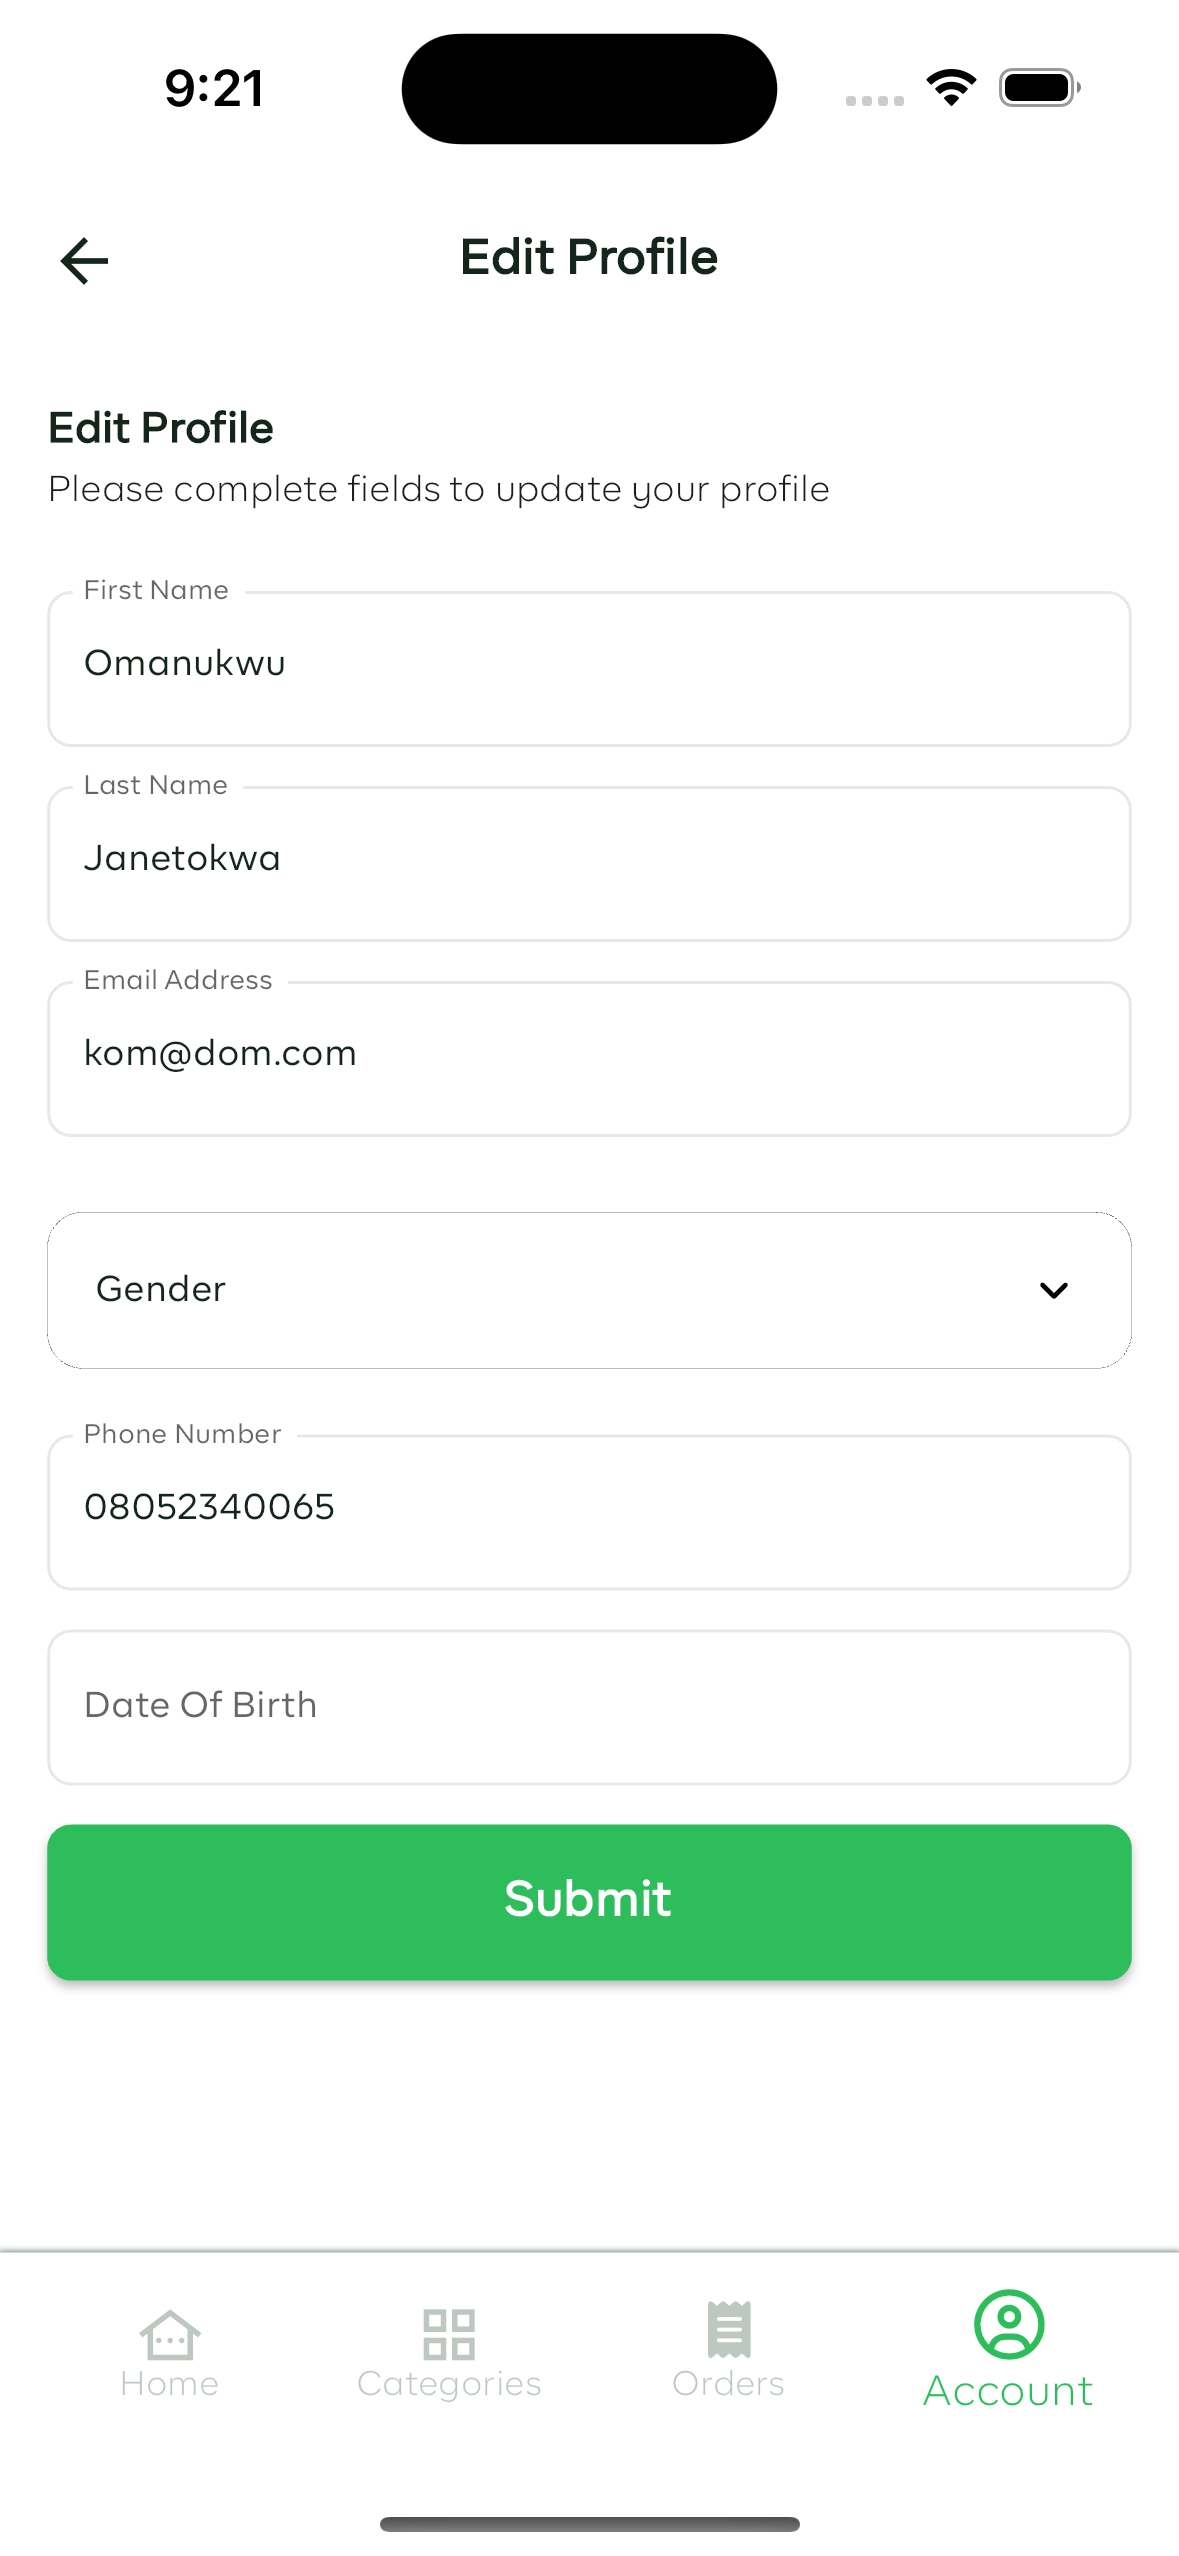 9:21
Edit Profile
Edit Profile
Please complete fields to update your profile
First Name
Omanukwu
Last Name
Janetokwa
Email Address
kom@dom.com
Gender
Phone Number
08052340065
Date Of Birth
Submit
Home
Categories
Orders
Account